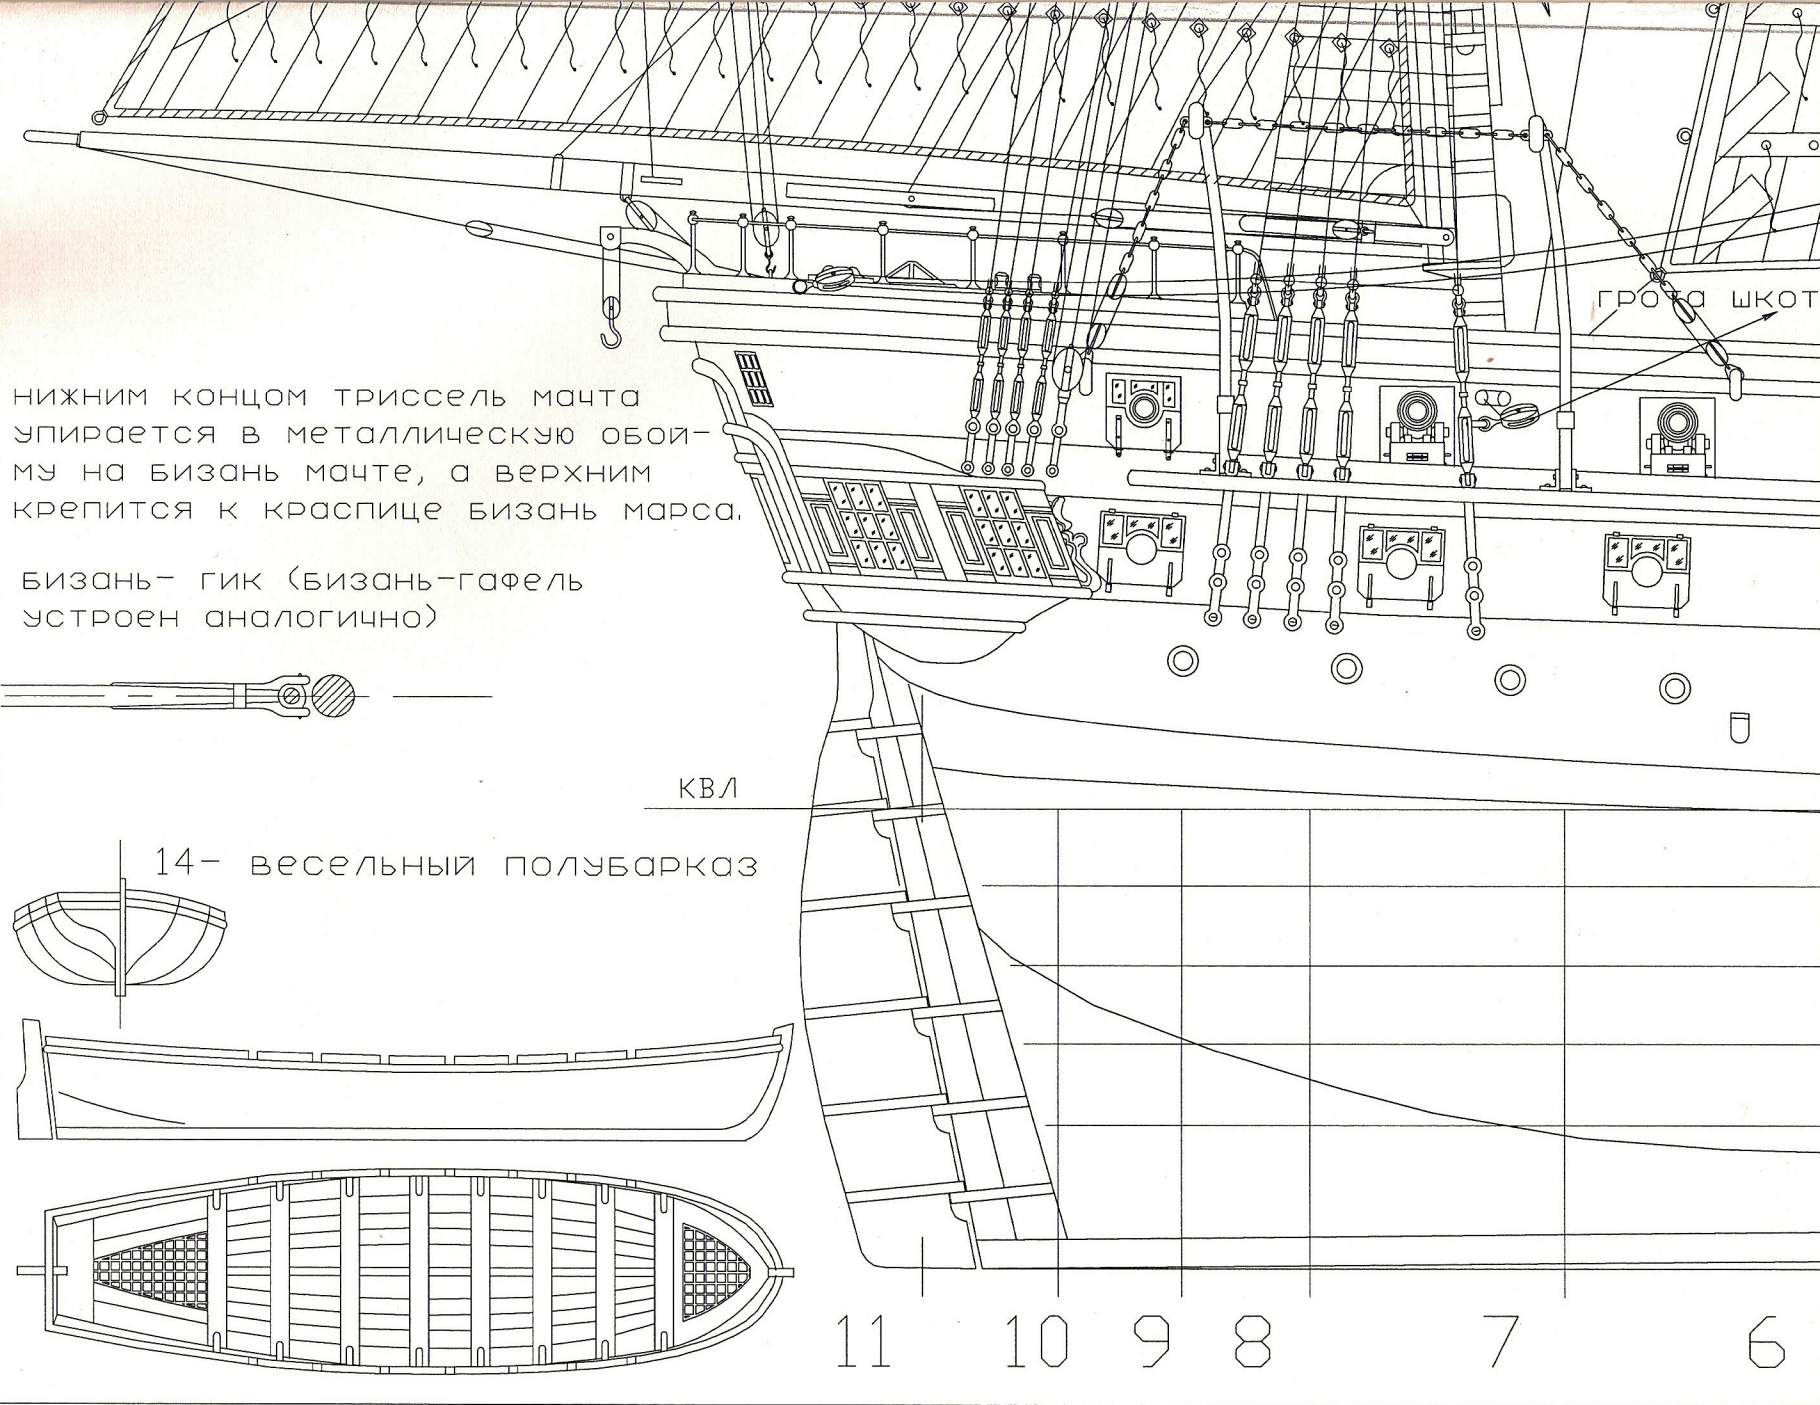 грота шкот
нижним концом триссель мачта
упирается в металлическую обой-
му на бизань мачте, а верхним
крепится к краспице бизань марса.
бизань- гик (бизань-гафель
устроен аналогично)
КВЛ
14- весельный полубарказ
11 10 9 8 7 6